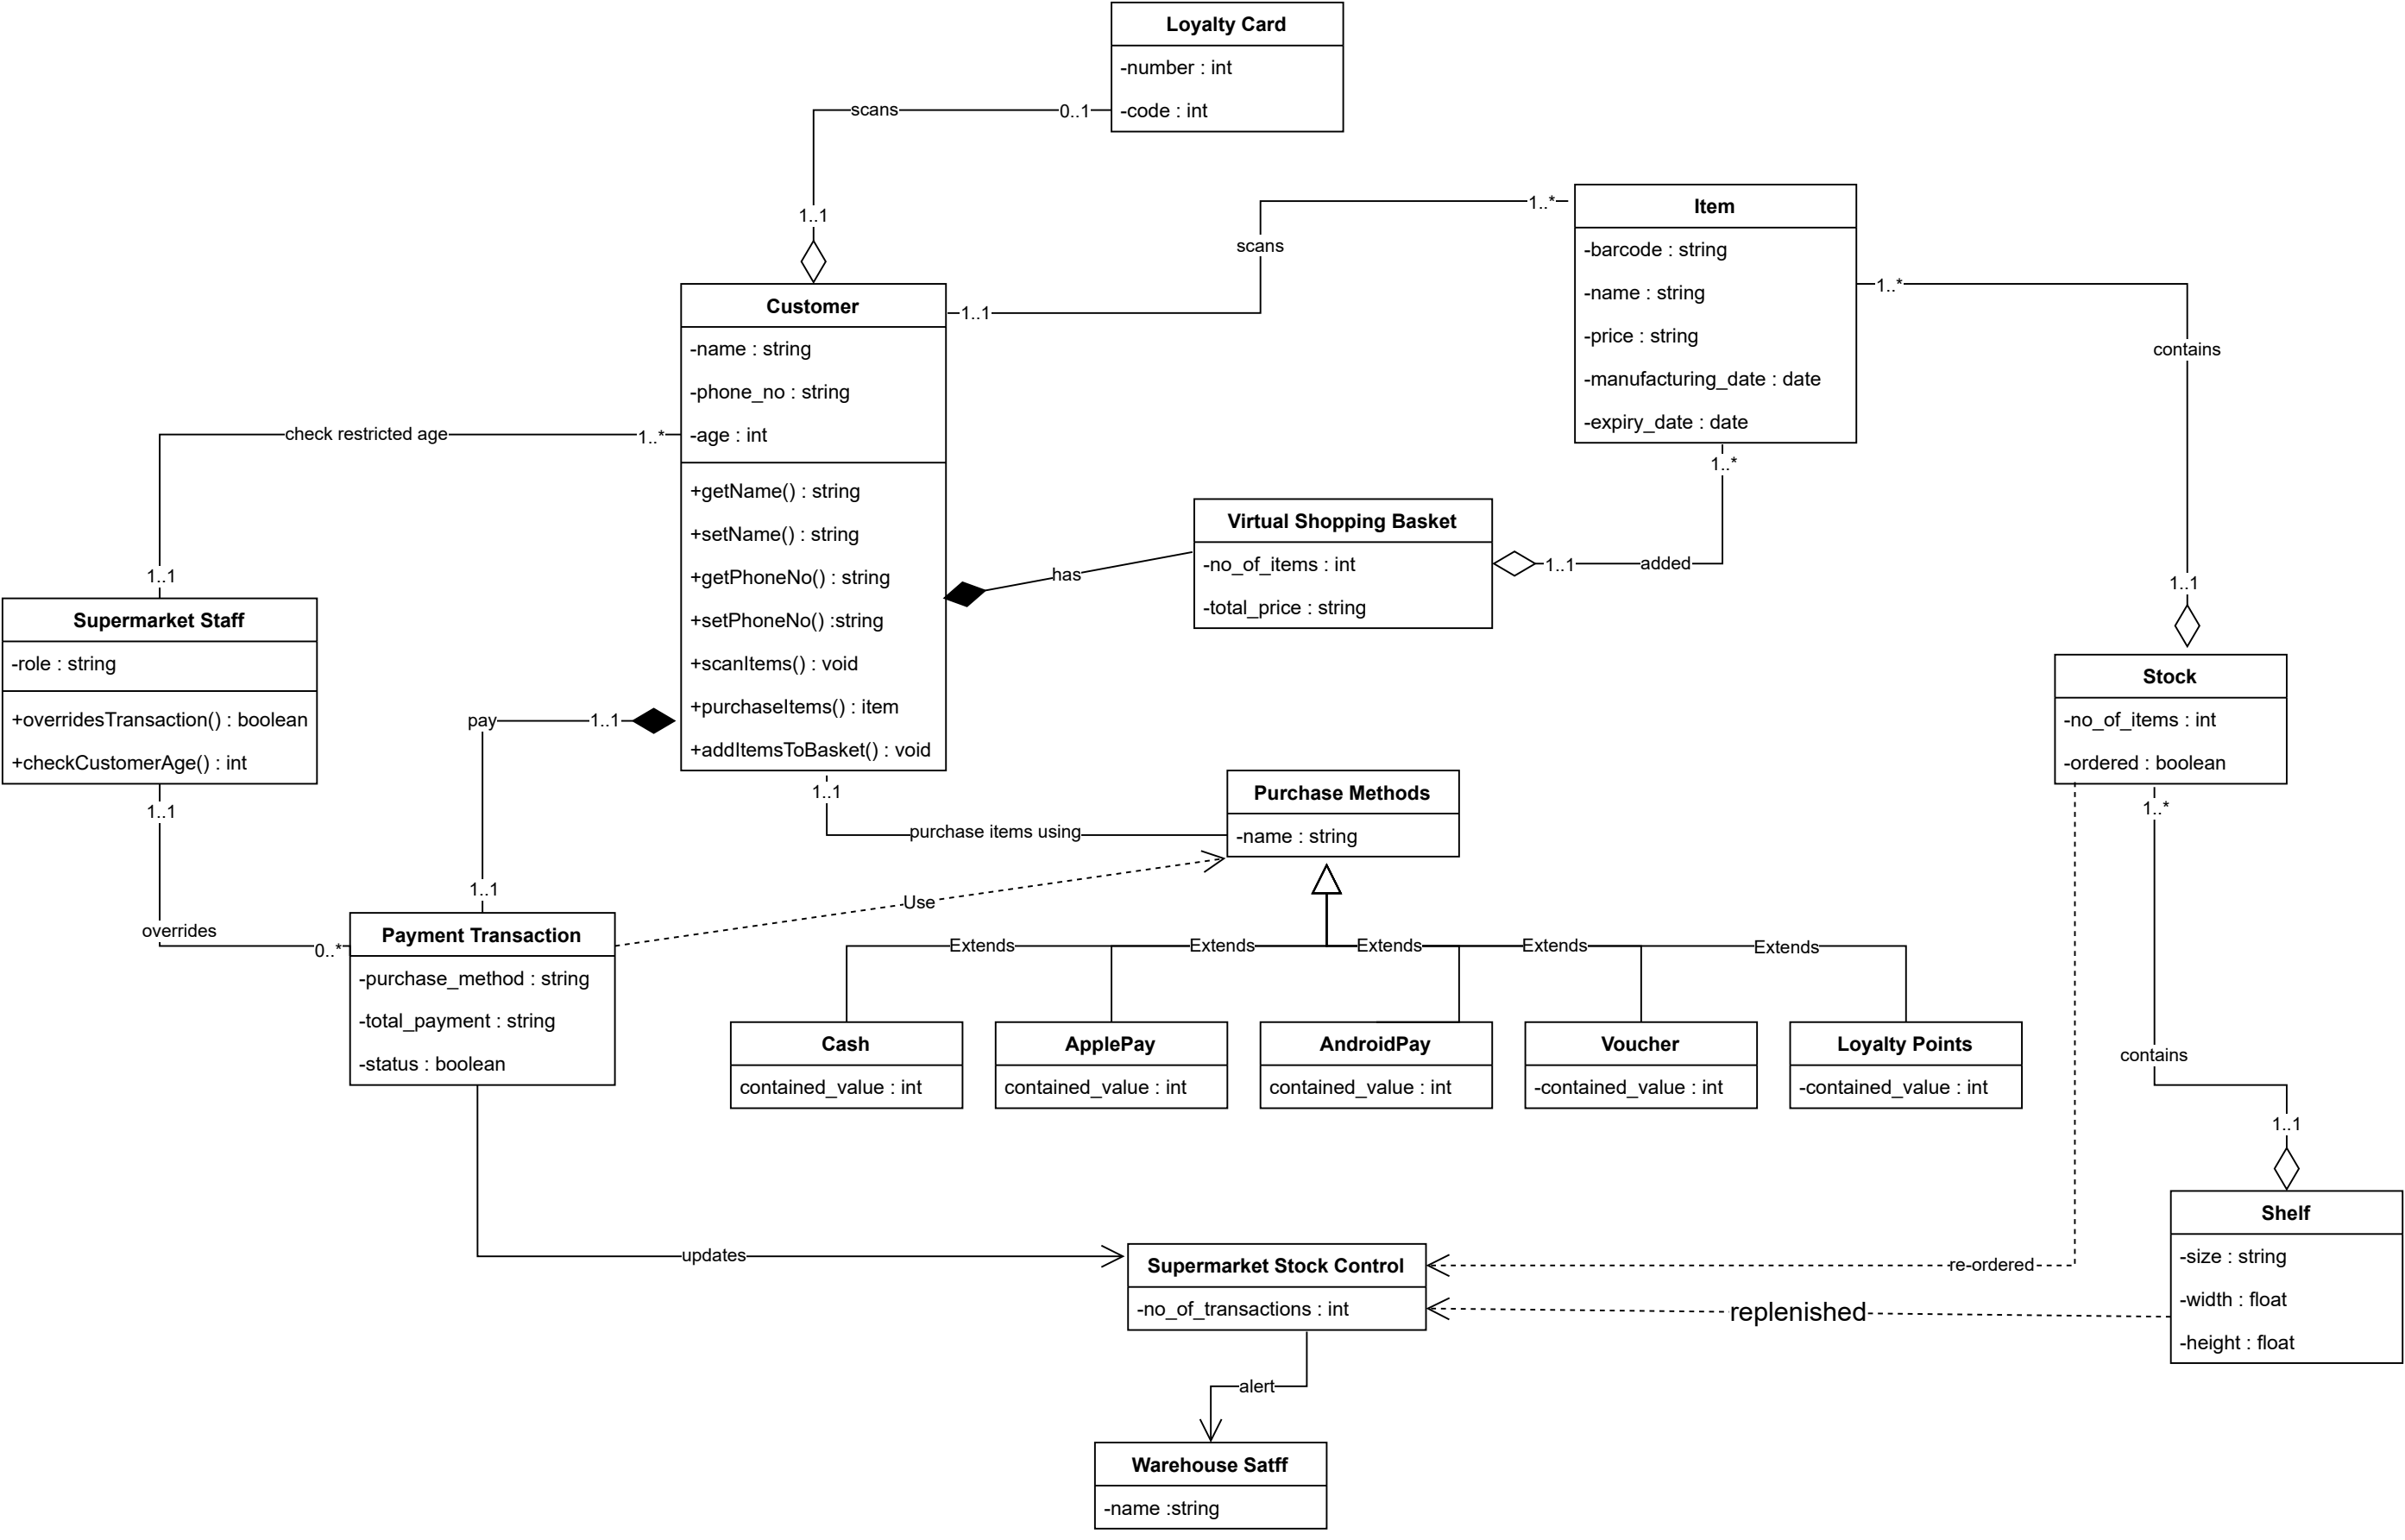 Loyalty Card
-number : int
-code : int
scans
0..1
1..1
Item
-barcode : string
-name : string
-price : string
-manufacturing_date : date
-expiry_date : date
1..*
scans
1..1
1..*
contains
1..1
1..*
Customer
-name : string
-phone_no : string
-age : int
+getName() : string
+setName() : string
+getPhoneNo() : string
+setPhoneNo() :string
+scanItems() : void
+purchaseItems() : item
+addItemsToBasket() : void
check restricted age
1..*
1..1
Virtual Shopping Basket
-no_of_items : int
-total_price : string
has
1..1
added
Supermarket Staff
-role : string
+overridesTransaction() : boolean
+checkCustomerAge() : int
1..1
overrides
0..*
pay
1..1
1..1
Stock
-no_of_items : int
-ordered : boolean
1..*
contains
1..1
Purchase Methods
-name : string
1..1
purchase items using
Use
Payment Transaction
-purchase_method : string
-total_payment : string
-status : boolean
Extends
Extends
Extends
Extends
Extends
Cash
contained_value : int
ApplePay
contained_value : int
AndroidPay
contained_value : int
Voucher
-contained_value : int
Loyalty Points
-contained_value : int
Shelf
-size : string
-width : float
-height : float
updates
Supermarket Stock Control
-no_of_transactions : int
re-ordered
replenished
alert
Warehouse Satff
-name :string